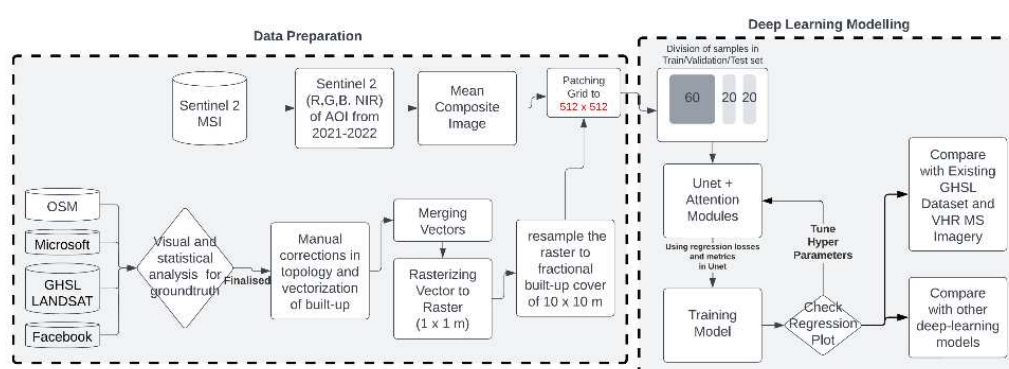 Data Preparation
Sentinel 2
MSI
Sentinel 2
(R,G,B. NIR)
of AOI from
2021-2022
Mean
Composite
Image
Patching
Grid to
512 x 512
OSM
Microsoft
GHSL
LANDSAT
Facebook
Visual and
statistical
analysis for
groundtruth
Finalised
Manual
corrections in
topology and
vectorization
of built-up
Merging
Vectors
Rasterizing
Vector to
Raster
(1 x 1 m)
resample the
raster to
fractional
built-up cover
of 10 x 10 m
Deep Learning Modelling
Division of samples in
Train/Validation/Test set
60 20 20
Unet +
Attention
Modules
Using regression losses
and metrics
in Unet
Training
Model
Check
Regression
Plot
Tune
Hyper
Parameters
Compare
with Existing
GHSL
Dataset and
VHR MS
Imagery
Compare
with other
deep-learning
models